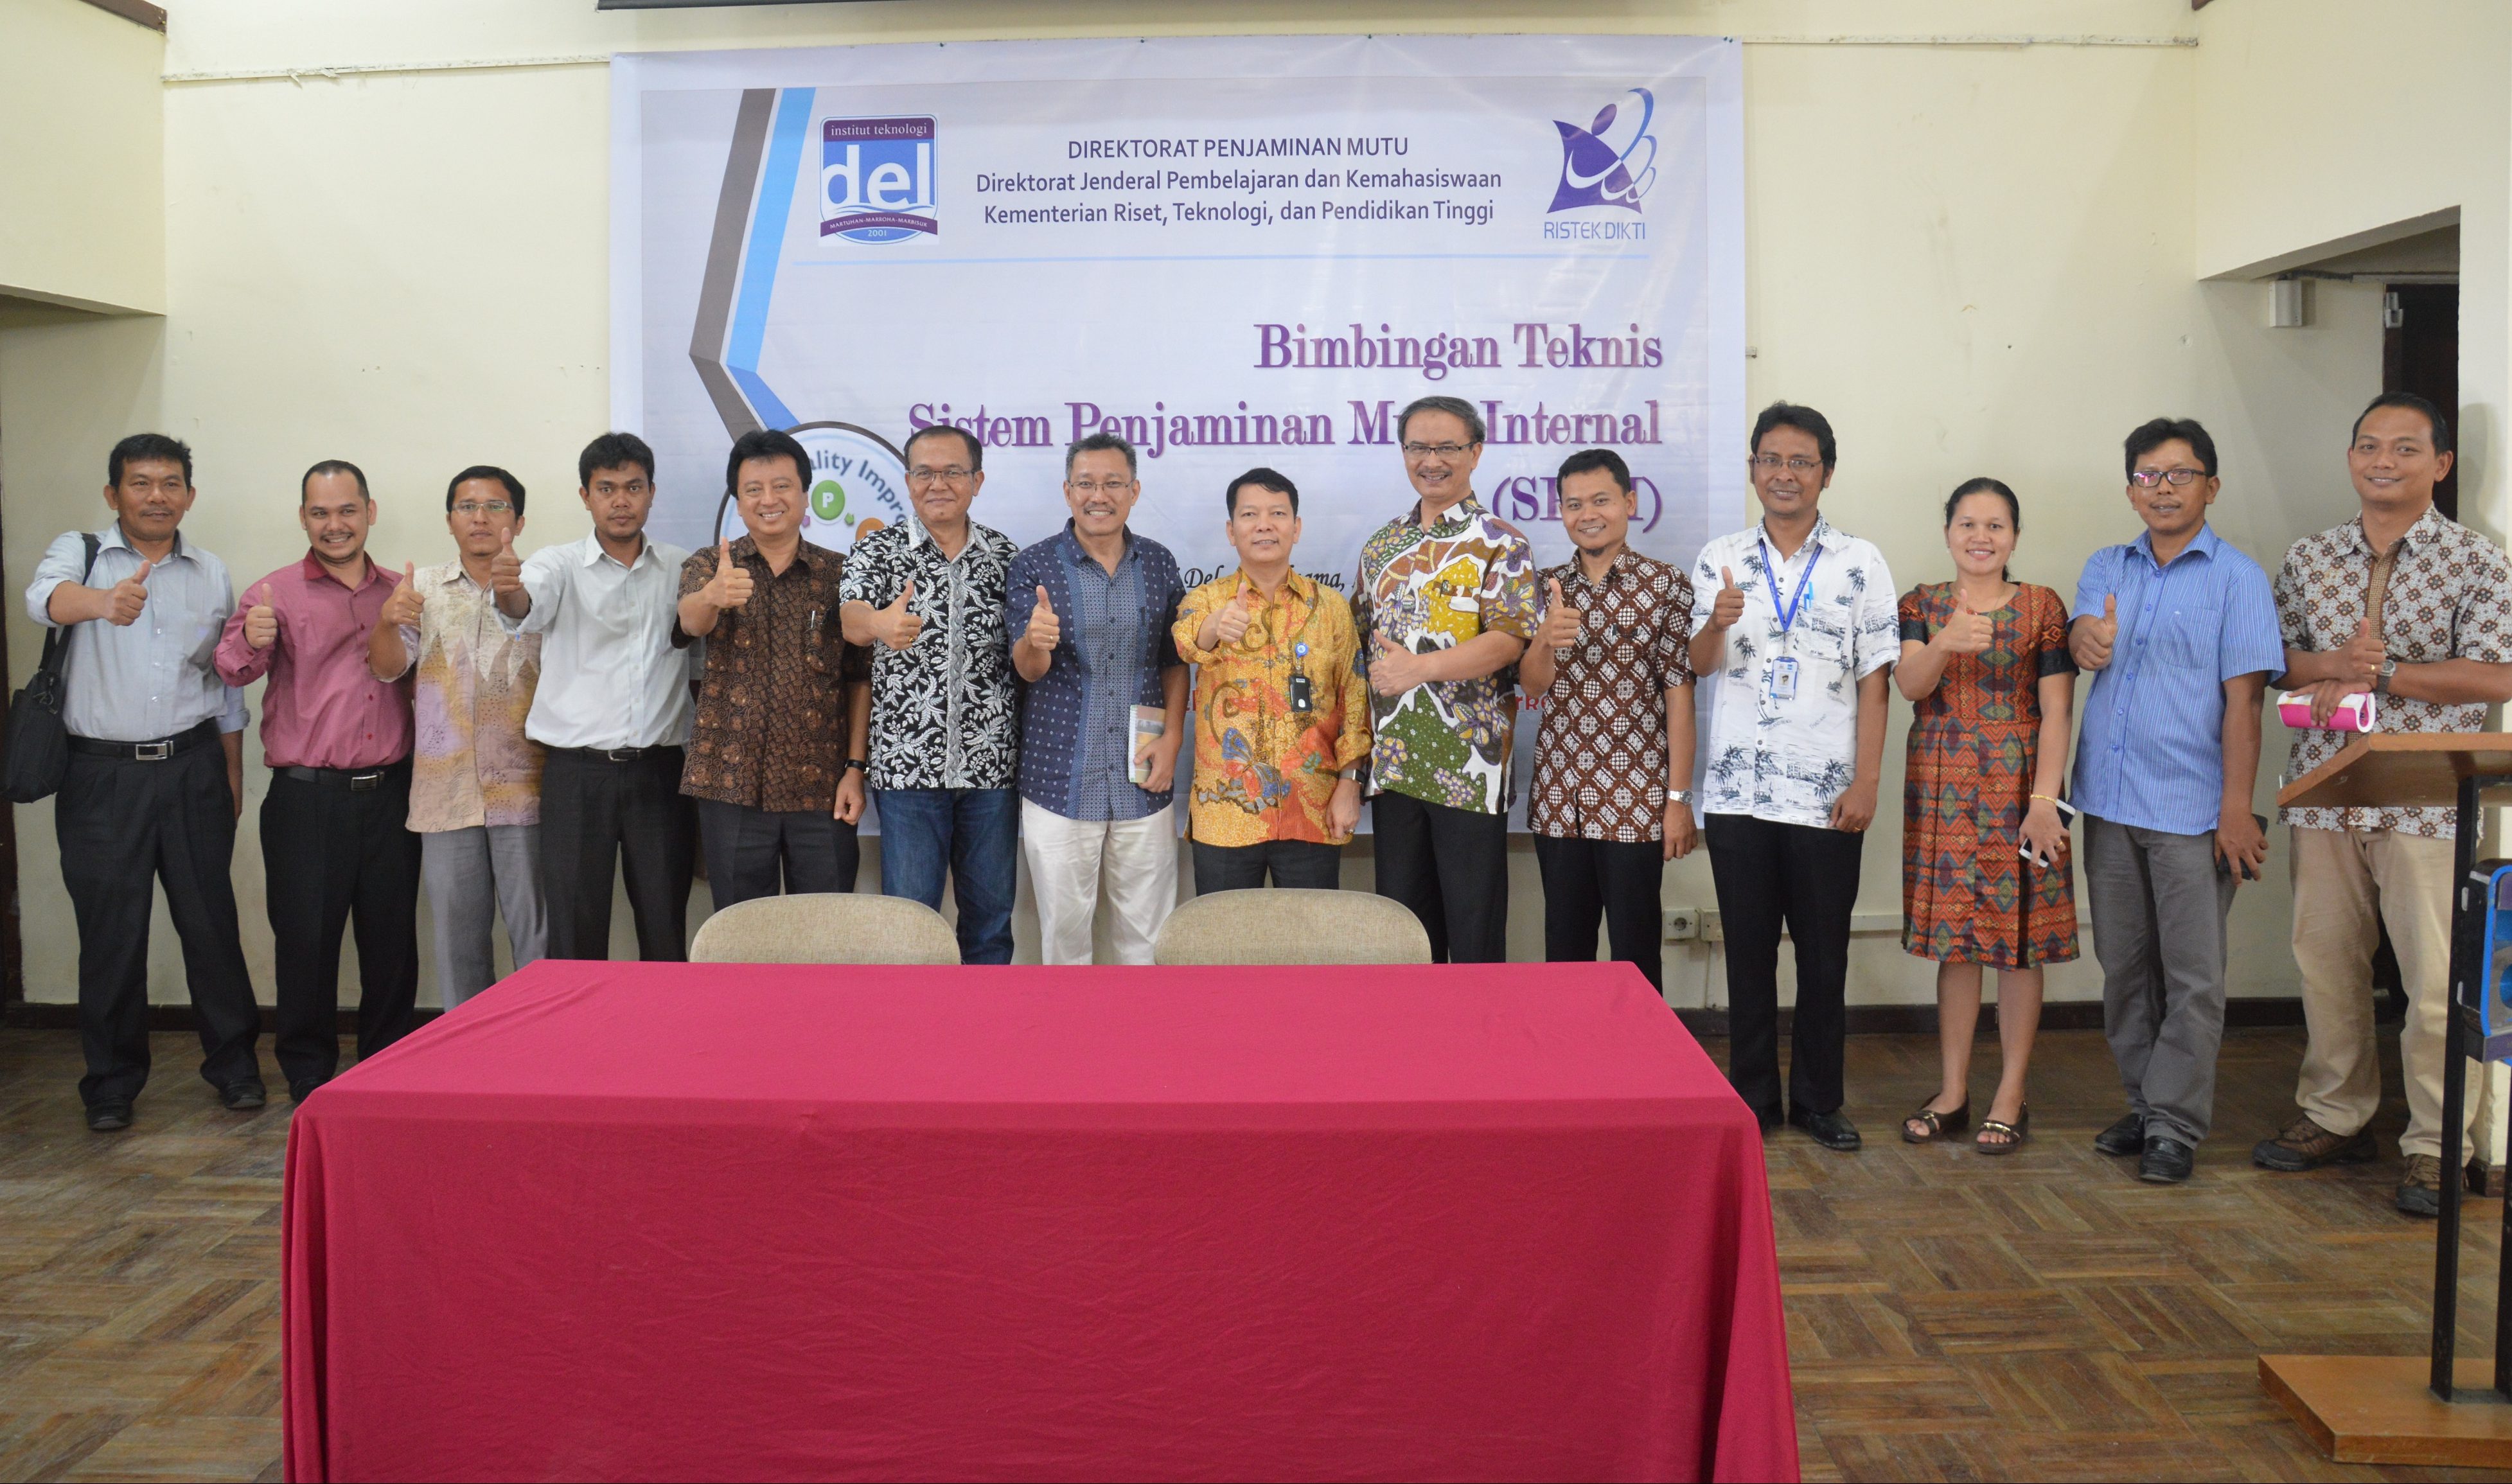 institut teknologi
del
MARTUHAN-MARROHA-MARBISUK
2001
DIREKTORAT PENJAMINAN MUTU
Direktorat Jenderal Pembelajaran dan Kemahasiswaan
Kementerian Riset, Teknologi, dan Pendidikan Tinggi
RISTEK DIKTI
Bimbingan Teknis
Sistem Penjaminan Internal
P
Del